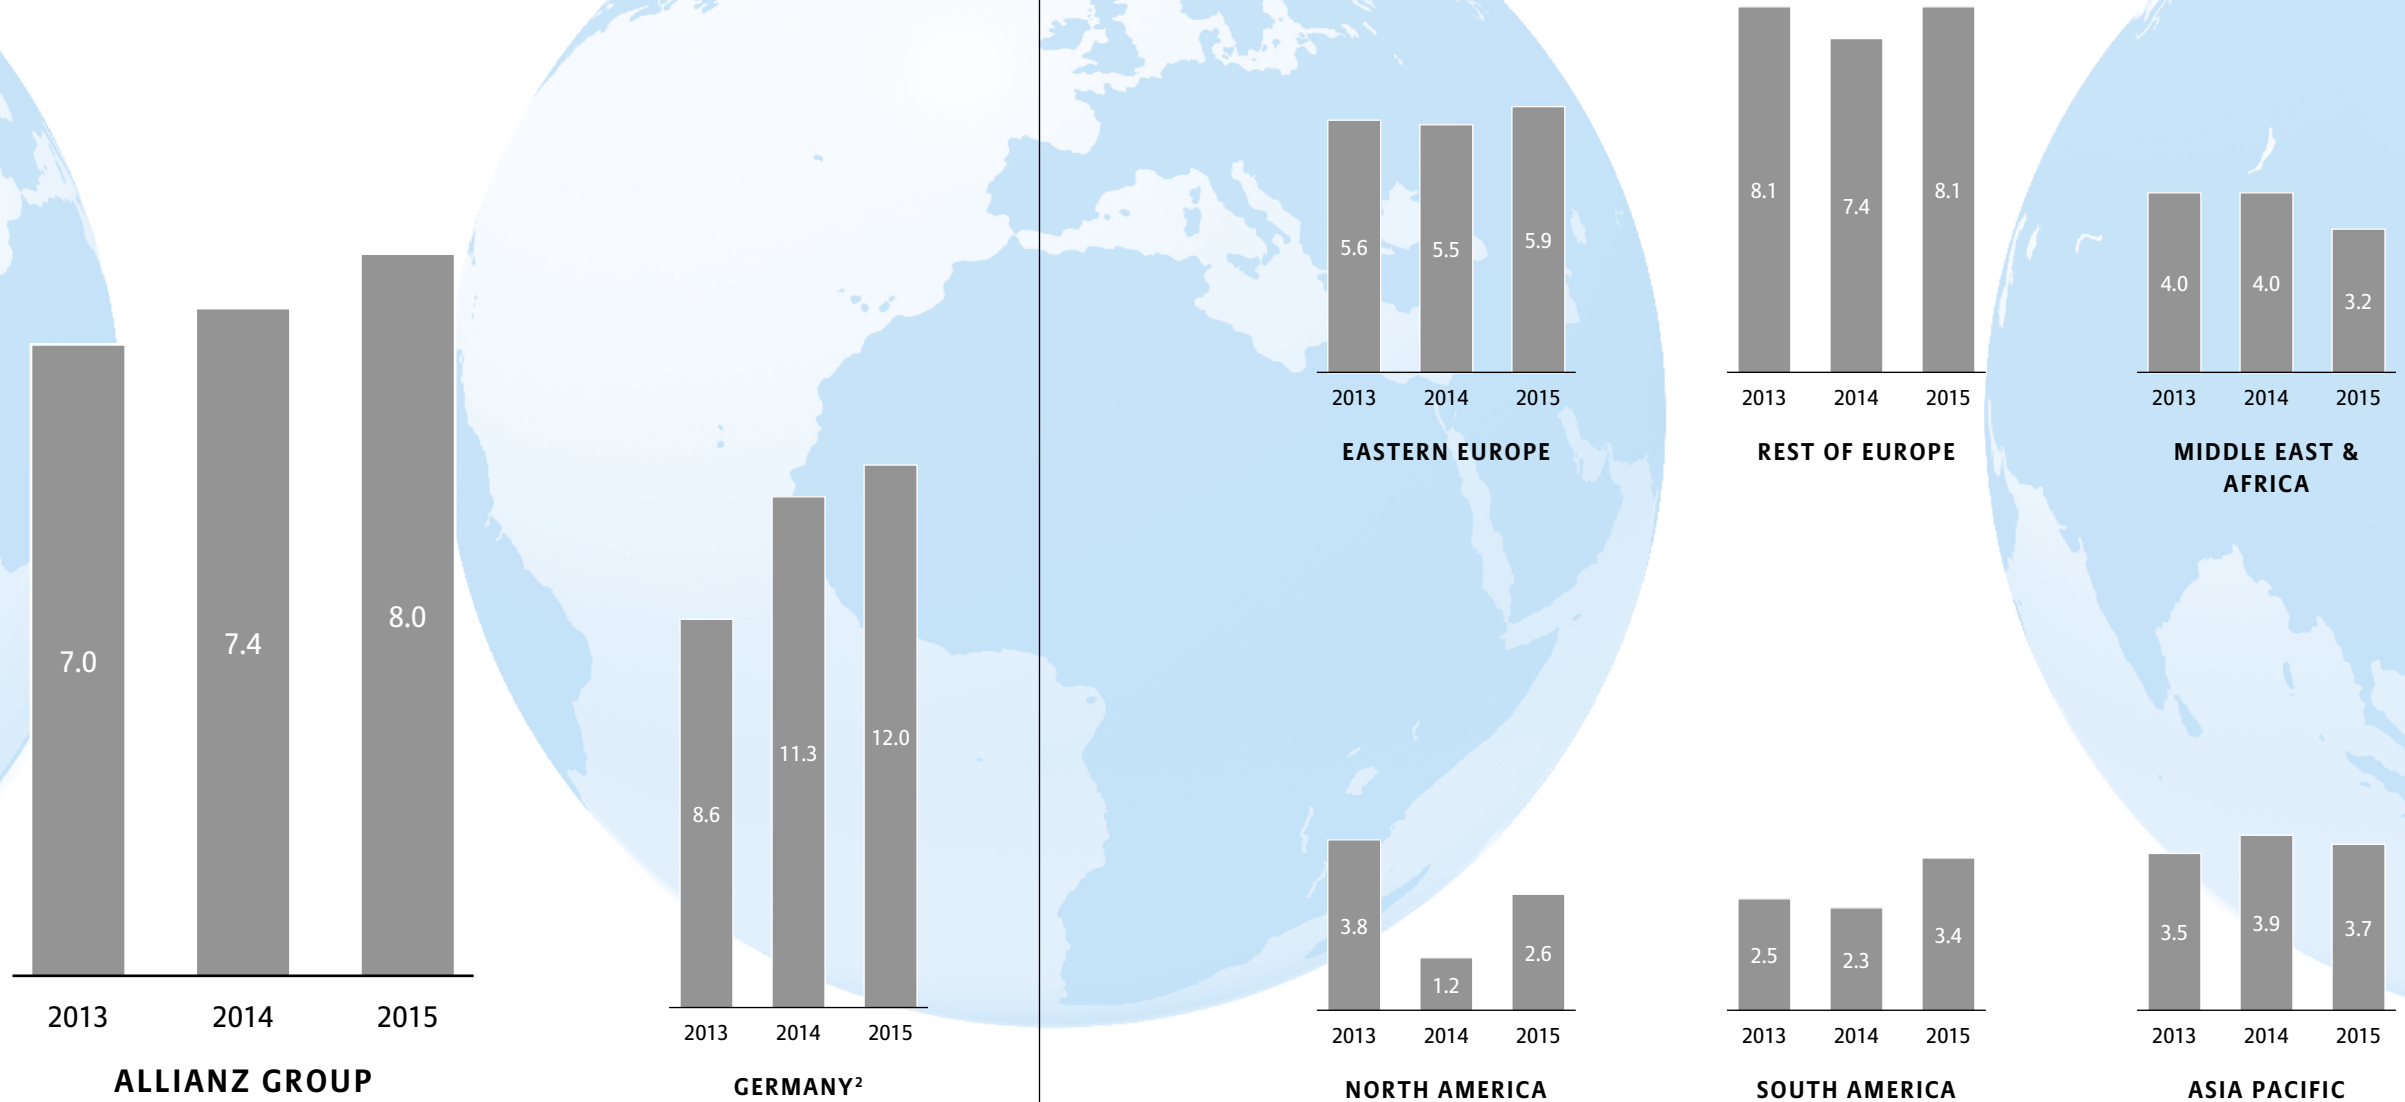 7.0
7.4
8.0
2013 2014 2015
ALLIANZ GROUP
8.6
11.3
12.0
2013 2014 2015
GERMANY²
5.6
5.5
5.9
2013 2014 2015
EASTERN EUROPE
8.1
7.4
8.1
2013 2014 2015
REST OF EUROPE
4.0
4.0
3.2
2013 2014 2015
MIDDLE EAST &
AFRICA
3.8
1.2
2.6
2013 2014 2015
NORTH AMERICA
2.5
2.3
3.4
2013 2014 2015
SOUTH AMERICA
3.5
3.9
3.7
2013 2014 2015
ASIA PACIFIC